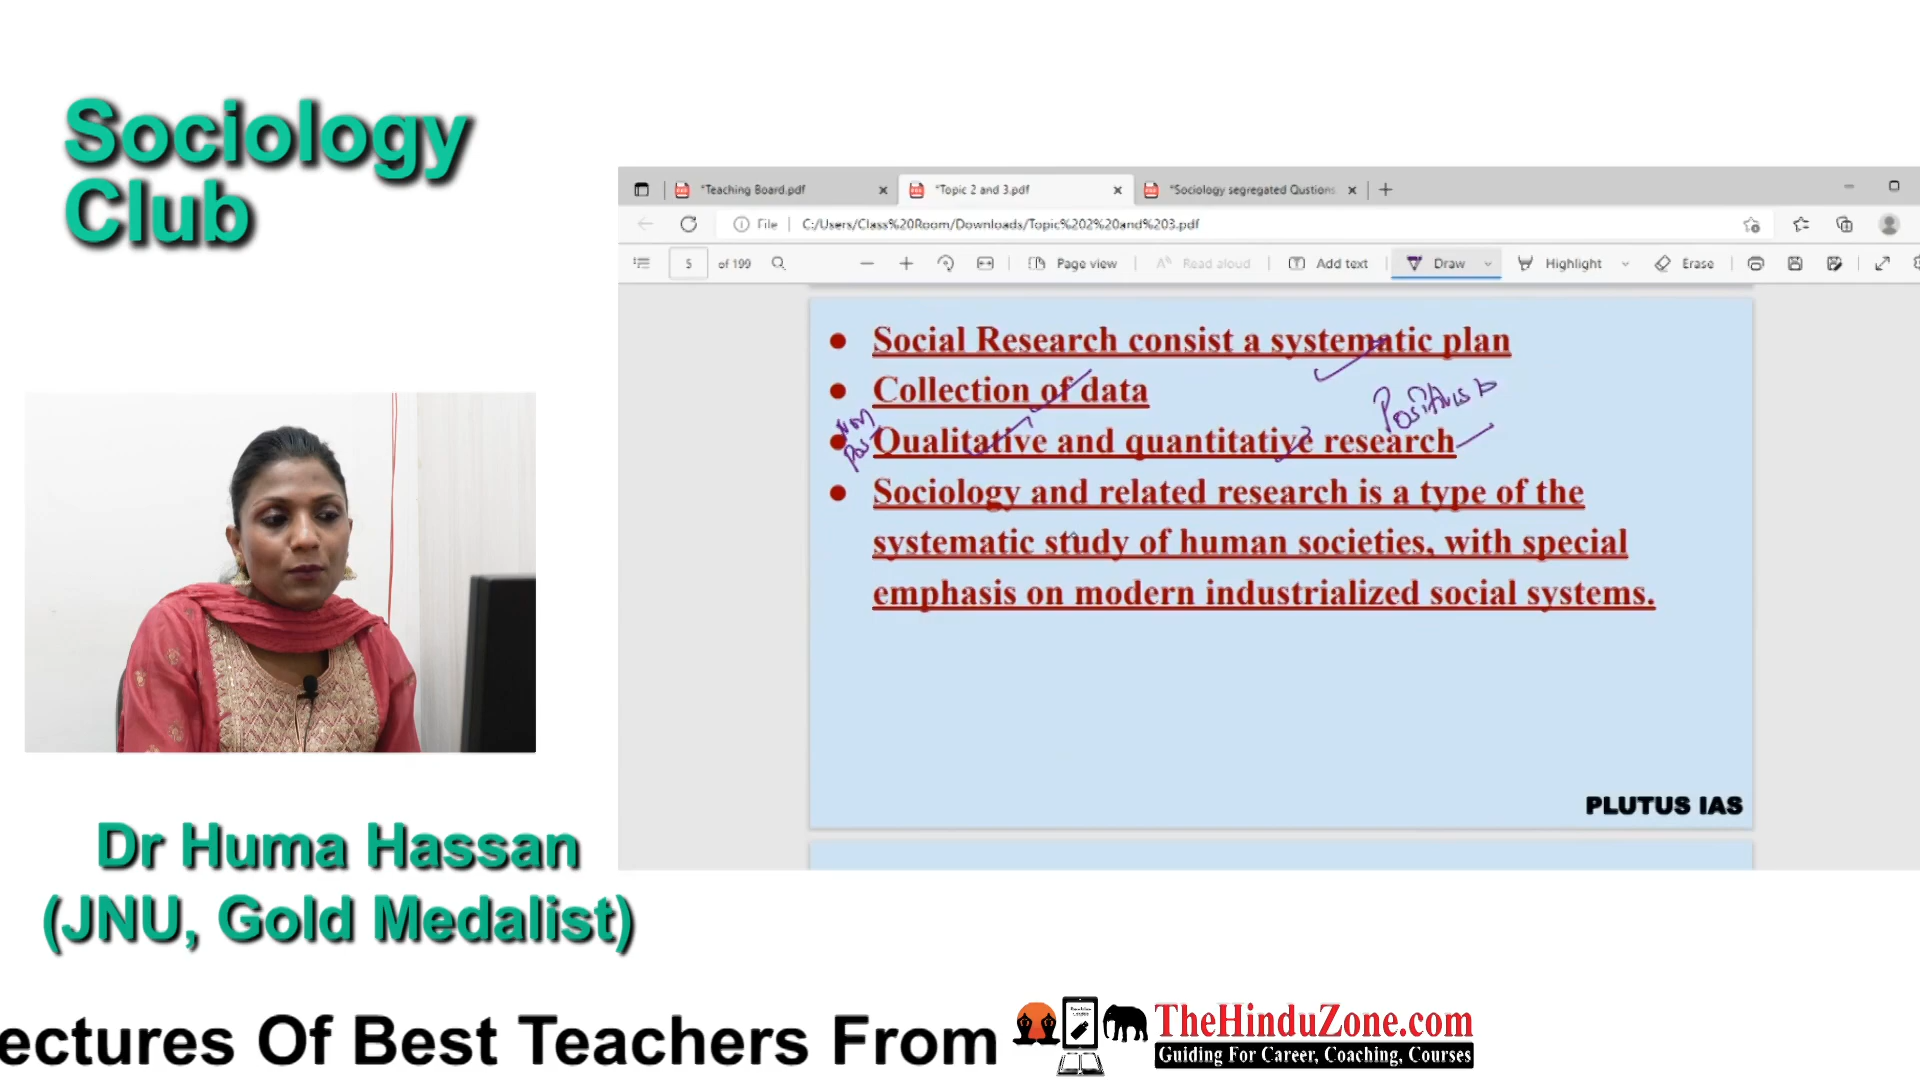 Sociology
Club
*Teaching Board.pdf
*Topic 2 and 3.pdf
*Sociology segregated Qustions
File
C:/Users/Class%20Room/Downloads/Topic%202%20and%203.pdf
5 of 199
Page view
Read aloud
Add text
Draw
Highlight
Erase
● Social Research consist a systematic plan
● Collection of data
Positivist
Non
Pos
● Qualitative and quantitative research
● Sociology and related research is a type of the
systematic study of human societies, with special
emphasis on modern industrialized social systems.
PLUTUS IAS
Dr Huma Hassan
(JNU, Gold Medalist)
ectures Of Best Teachers From
TheHinduZone.com
Guiding For Career, Coaching, Courses